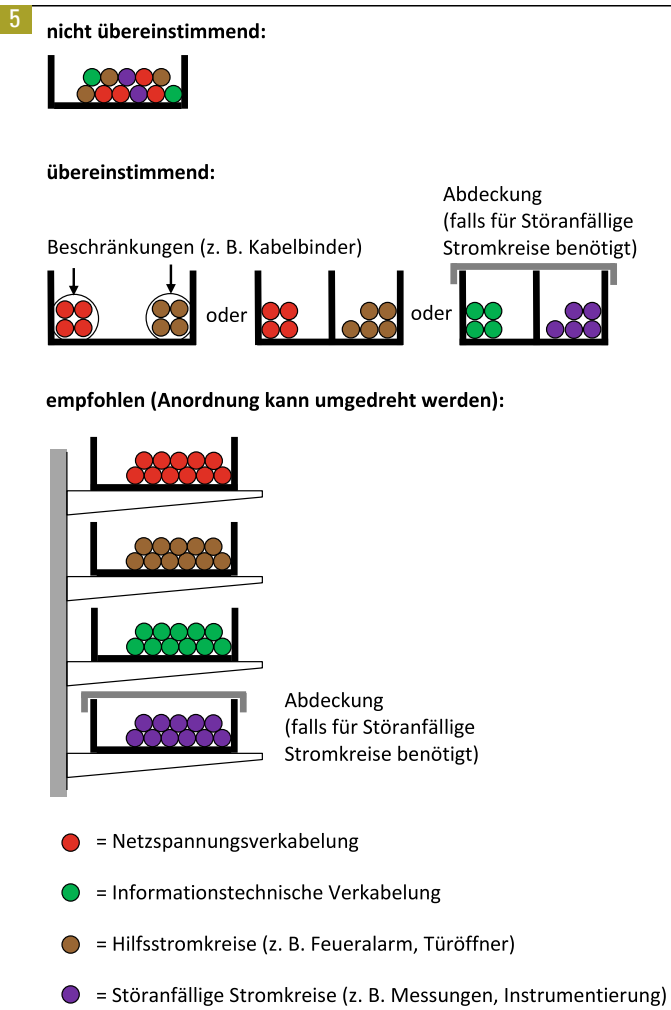 5
nicht übereinstimmend:
übereinstimmend:
Abdeckung
(falls für Störanfällige
Stromkreise benötigt)
Beschränkungen (z. B. Kabelbinder)
oder
oder
empfohlen (Anordnung kann umgedreht werden):
Abdeckung
(falls für Störanfällige
Stromkreise benötigt)
= Netzspannungsverkabelung
= Informationstechnische Verkabelung
= Hilfsstromkreise (z. B. Feueralarm, Türöffner)
= Störanfällige Stromkreise (z. B. Messungen, Instrumentierung)